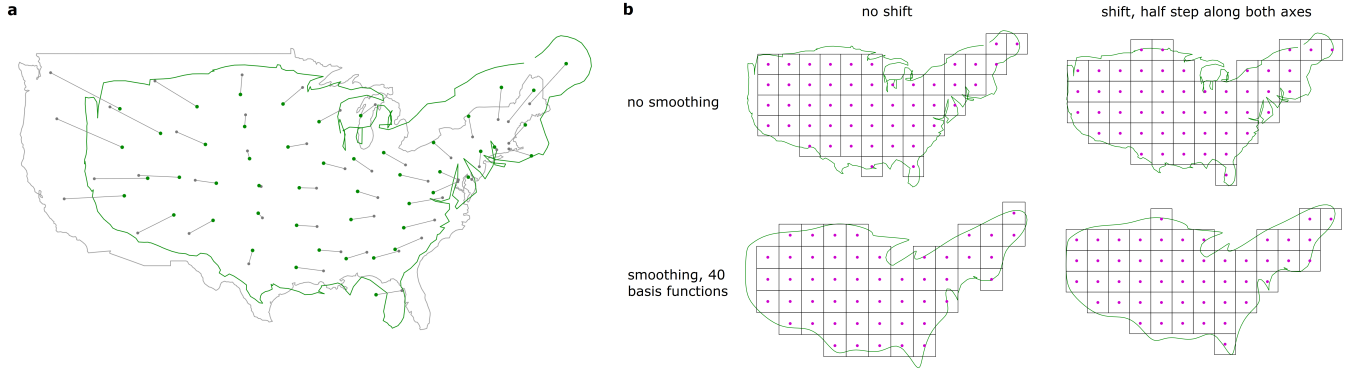 a
b
no shift
shift, half step along both axes
no smoothing
smoothing, 40
basis functions